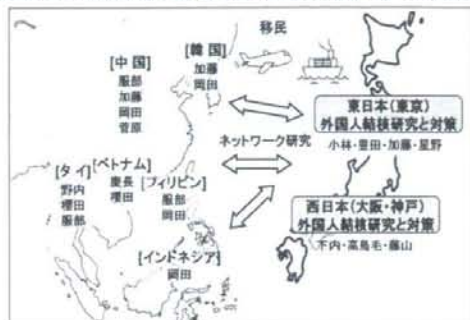 移民
[中国]
服部
加藤
岡田
菅原
[韓国]
加藤
岡田
東日本（東京）
外国人結核研究と対策
小林・豊田・加藤・星野
ネットワーク研究
[タイ]
野内
櫻田
服部
[ベトナム]
慶長
櫻田
[フィリピン]
服部
岡田
西日本（大阪・神戸）
外国人結核研究と対策
下内・高鳥毛・藤山
[インドネシア]
岡田